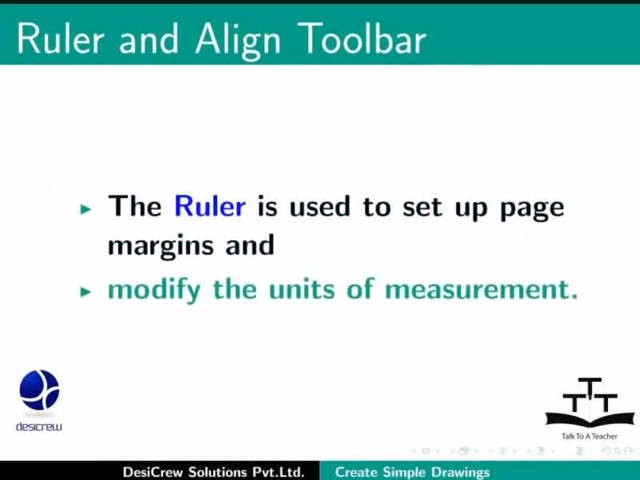 Ruler and Align Toolbar
The Ruler is used to set up page
margins and
modify the units of measurement.
desicrew
T T T
Talk To A Teacher
DesiCrew Solutions Pvt.Ltd. Create Simple Drawings